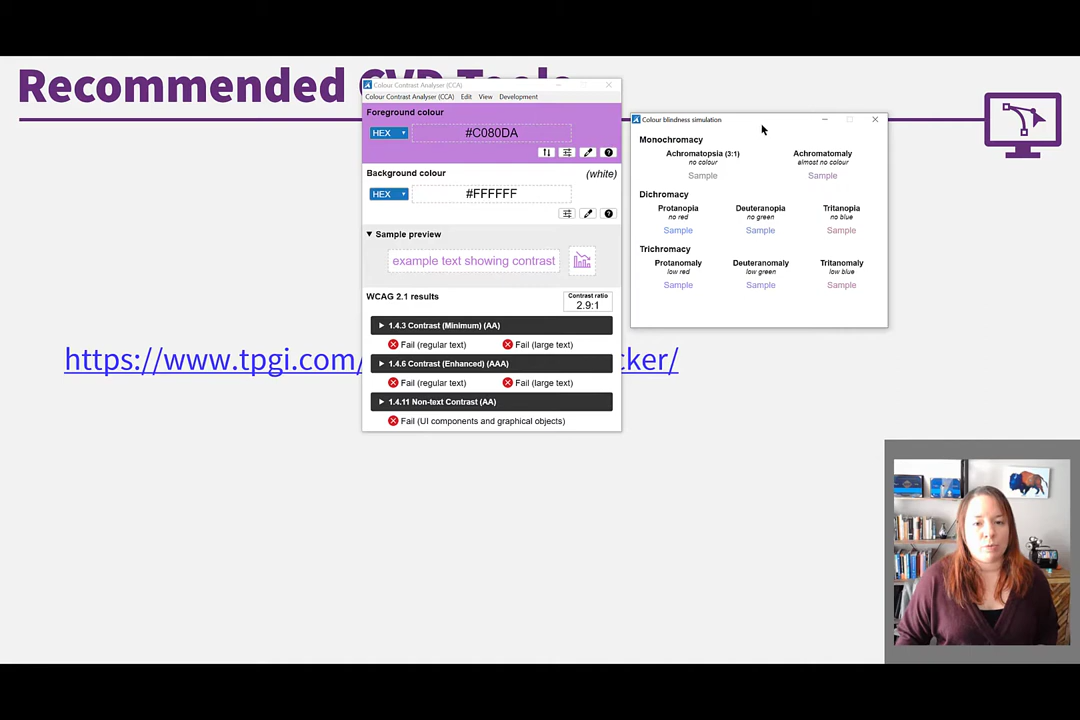 Recommended
Colour Contrast Analyser (CCA)
Colour Contrast Analyser (CCA) Edit View Development
Foreground colour
HEX #C080DA
Background colour (white)
HEX #FFFFFF
Sample preview
example text showing contrast
WCAG 2.1 results
Contrast ratio
2.9:1
1.4.3 Contrast (Minimum) (AA)
Fail (regular text) Fail (large text)
1.4.6 Contrast (Enhanced) (AAA)
Fail (regular text) Fail (large text)
1.4.11 Non-text Contrast (AA)
Fail (UI components and graphical objects)
Colour blindness simulation
Monochromacy
Achromatopsia (3:1) Achromatomaly
no colour almost no colour
Sample Sample
Dichromacy
Protanopia Deuteranopia Tritanopia
no red no green no blue
Sample Sample Sample
Trichromacy
Protanomaly Deuteranomaly Tritanomaly
low red low green low blue
Sample Sample Sample
https://www.tpgi.com/ cker/